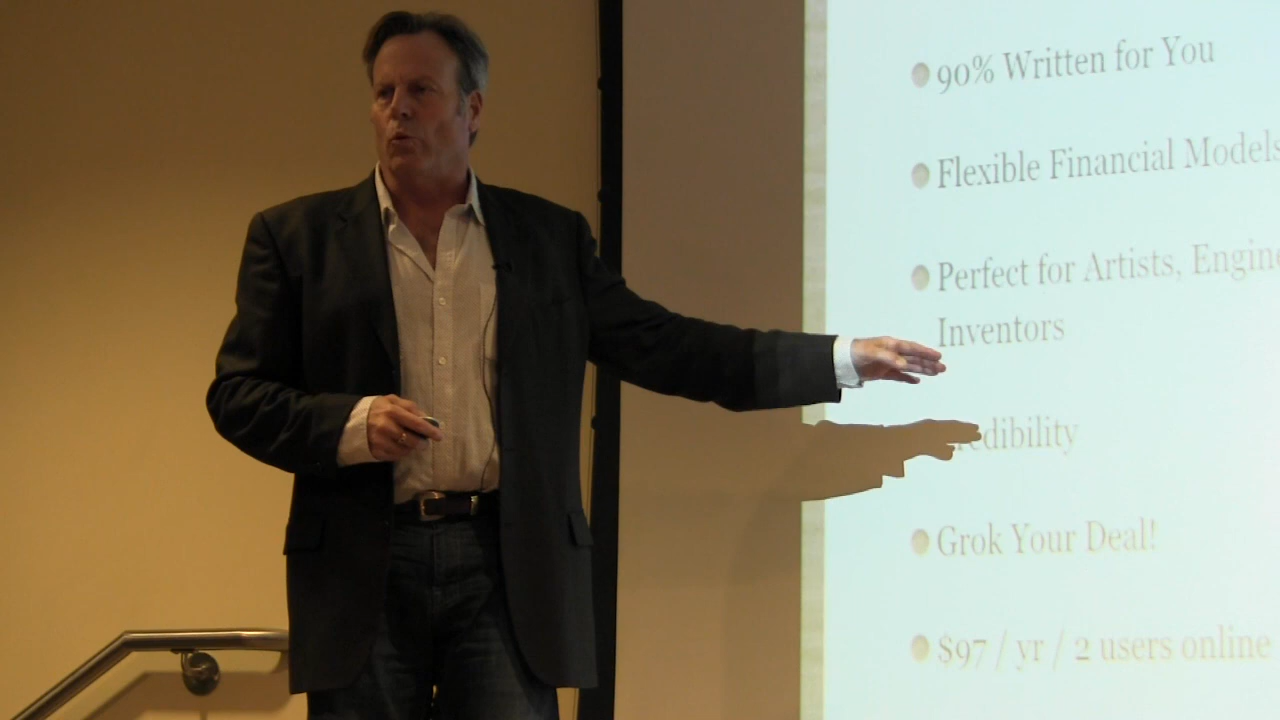 90% Written for You
Flexible Financial Models
Perfect for Artists, Engine
Inventors
edibility
Grok Your Deal!
$97 / yr / 2 users online